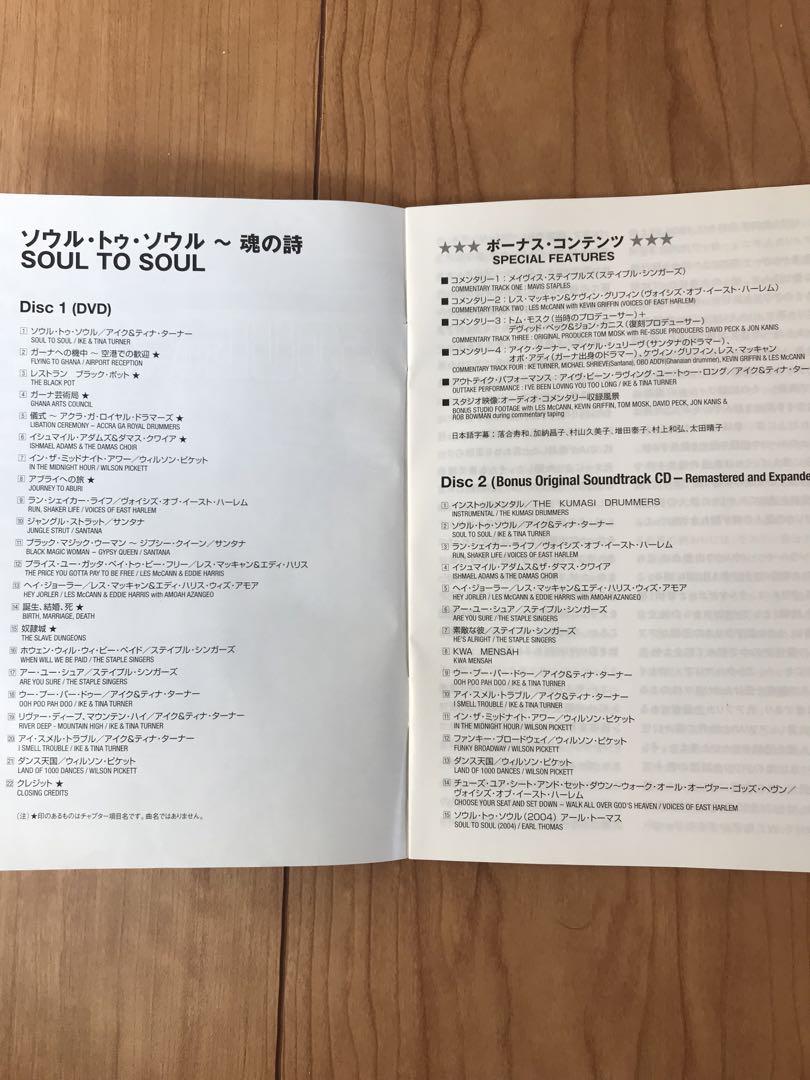 ソウル・トゥ・ソウル ～ 魂の詩
SOUL TO SOUL
Disc 1 (DVD)
1 ソウル・トゥ・ソウル／アイク&ティナ・ターナー
SOUL TO SOUL / IKE & TINA TURNER
2 ガーナへの機中 ～ 空港での歓迎 ★
FLYING TO GHANA / AIRPORT RECEPTION
3 レストラン ブラック・ポット ★
THE BLACK POT
4 ガーナ芸術局 ★
GHANA ARTS COUNCIL
5 儀式 ～ アクラ・ガ・ロイヤル・ドラマーズ ★
LIBATION CEREMONY – ACCRA GA ROYAL DRUMMERS
6 イシュマイル・アダムズ&ダマス・クワイア ★
ISHMAEL ADAMS & THE DAMAS CHOIR
7 イン・ザ・ミッドナイト・アワー／ウィルソン・ピケット
IN THE MIDNIGHT HOUR / WILSON PICKETT
8 アブライへの旅 ★
JOURNEY TO ABURI
9 ラン・シェイカー・ライフ／ヴォイシズ・オブ・イースト・ハーレム
RUN, SHAKER LIFE / VOICES OF EAST HARLEM
10 ジャングル・ストラット／サンタナ
JUNGLE STRUT / SANTANA
11 ブラック・マジック・ウーマン ～ ジプシー・クイーン／サンタナ
BLACK MAGIC WOMAN – GYPSY QUEEN / SANTANA
12 プライス・ユー・ガッタ・ペイ・トゥ・ビー・フリー／レス・マッキャン&エディ・ハリス
THE PRICE YOU GOTTA PAY TO BE FREE / LES McCANN & EDDIE HARRIS
13 ヘイ・ジョーラー／レス・マッキャン&エディ・ハリス・ウィズ・アモア
HEY JORLER / LES McCANN & EDDIE HARRIS with AMOAH AZANGEO
14 誕生、結婚、死 ★
BIRTH, MARRIAGE, DEATH
15 奴隷城 ★
THE SLAVE DUNGEONS
16 ホウェン・ウィル・ウィ・ビー・ペイド／ステイプル・シンガーズ
WHEN WILL WE BE PAID / THE STAPLE SINGERS
17 アー・ユー・シュア／ステイプル・シンガーズ
ARE YOU SURE / THE STAPLE SINGERS
18 ウー・プー・パー・ドゥー／アイク&ティナ・ターナー
OOH POO PAH DOO / IKE & TINA TURNER
19 リヴァー・ディープ、マウンテン・ハイ／アイク&ティナ・ターナー
RIVER DEEP - MOUNTAIN HIGH / IKE & TINA TURNER
20 アイ・スメル・トラブル／アイク&ティナ・ターナー
I SMELL TROUBLE / IKE & TINA TURNER
21 ダンス天国／ウィルソン・ピケット
LAND OF 1000 DANCES / WILSON PICKETT
22 クレジット ★
CLOSING CREDITS
(注) ★印のあるものはチャプター項目名です。曲名ではありません。
★★★ ボーナス・コンテンツ ★★★
SPECIAL FEATURES
■ コメンタリー1：メイヴィス・ステイプルズ(ステイプル・シンガーズ)
COMMENTARY TRACK ONE : MAVIS STAPLES
■ コメンタリー2：レス・マッキャン&ケヴィン・グリフィン(ヴォイシズ・オブ・イースト・ハーレム)
COMMENTARY TRACK TWO : LES McCANN with KEVIN GRIFFIN (VOICES OF EAST HARLEM)
■ コメンタリー3：トム・モスク(当時のプロデューサー)＋
デヴィッド・ペック&ジョン・カニス(復刻プロデューサー)
COMMENTARY TRACK THREE : ORIGINAL PRODUCER TOM MOSK with RE-ISSUE PRODUCERS DAVID PECK & JON KANIS
■ コメンタリー4：アイク・ターナー、マイケル・シュリーヴ(サンタナのドラマー)、
オボ・アディ(ガーナ出身のドラマー)、ケヴィン・グリフィン、レス・マッキャン
COMMENTARY TRACK FOUR : IKE TURNER, MICHAEL SHRIEVE(Santana), OBO ADDY(Ghanaian drummer), KEVIN GRIFFIN & LES McCANN
■ アウトテイク・パフォーマンス：アイヴ・ビーン・ラヴィング・ユー・トゥー・ロング／アイク&ティナ・ター
OUTTAKE PERFORMANCE : I'VE BEEN LOVING YOU TOO LONG / IKE & TINA TURNER
■ スタジオ映像:オーディオ・コメンタリー収録風景
BONUS STUDIO FOOTAGE with LES McCANN, KEVIN GRIFFIN, TOM MOSK, DAVID PECK, JON KANIS &
ROB BOWMAN during commentary taping
日本語字幕：落合寿和、加納昌子、村山久美子、増田泰子、村上和弘、太田晴子
Disc 2 (Bonus Original Soundtrack CD – Remastered and Expande
1 インストゥルメンタル／THE KUMASI DRUMMERS
INSTRUMENTAL / THE KUMASI DRUMMERS
2 ソウル・トゥ・ソウル／アイク&ティナ・ターナー
SOUL TO SOUL / IKE & TINA TURNER
3 ラン・シェイカー・ライフ／ヴォイシズ・オブ・イースト・ハーレム
RUN, SHAKER LIFE / VOICES OF EAST HARLEM
4 イシュマイル・アダムス&ザ・ダマス・クワイア
ISHMAEL ADAMS & THE DAMAS CHOIR
5 ヘイ・ジョーラー／レス・マッキャン&エディ・ハリス・ウィズ・アモア
HEY JORLER / LES McCANN & EDDIE HARRIS with AMOAH AZANGEO
6 アー・ユー・シュア／ステイプル・シンガーズ
ARE YOU SURE / THE STAPLE SINGERS
7 素敵な彼／ステイプル・シンガーズ
HE'S ALRIGHT / THE STAPLE SINGERS
8 KWA MENSAH
KWA MENSAH
9 ウー・プー・パー・ドゥー／アイク&ティナ・ターナー
OOH POO PAH DOO / IKE & TINA TURNER
10 アイ・スメル・トラブル／アイク&ティナ・ターナー
I SMELL TROUBLE / IKE & TINA TURNER
11 イン・ザ・ミッドナイト・アワー／ウィルソン・ピケット
IN THE MIDNIGHT HOUR / WILSON PICKETT
12 ファンキー・ブロードウェイ／ウィルソン・ピケット
FUNKY BROADWAY / WILSON PICKETT
13 ダンス天国／ウィルソン・ピケット
LAND OF 1000 DANCES / WILSON PICKETT
14 チューズ・ユア・シート・アンド・セット・ダウン～ウォーク・オール・オーヴァー・ゴッズ・ヘヴン／
ヴォイシズ・オブ・イースト・ハーレム
CHOOSE YOUR SEAT AND SET DOWN ~ WALK ALL OVER GOD'S HEAVEN / VOICES OF EAST HARLEM
15 ソウル・トゥ・ソウル(2004) アール・トーマス
SOUL TO SOUL (2004) / EARL THOMAS